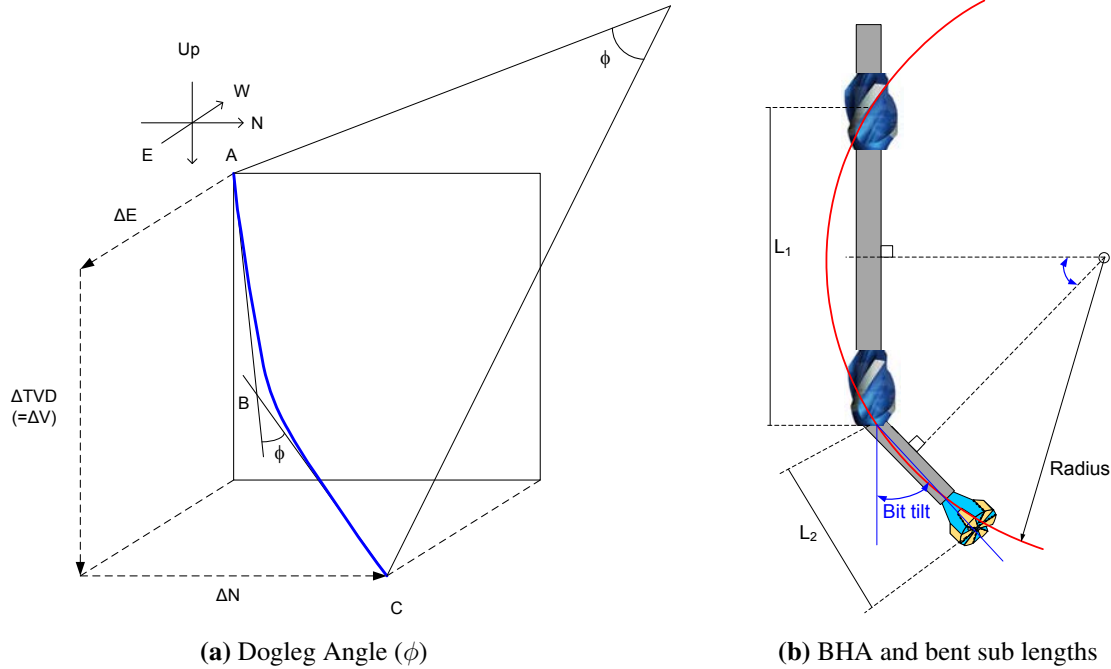 Up
W
N
E
A
ϕ
ΔE
ΔTVD
(=ΔV)
B
ϕ
ΔN
C
(a) Dogleg Angle (ϕ)
L₁
Radius
Bit tilt
L₂
(b) BHA and bent sub lengths